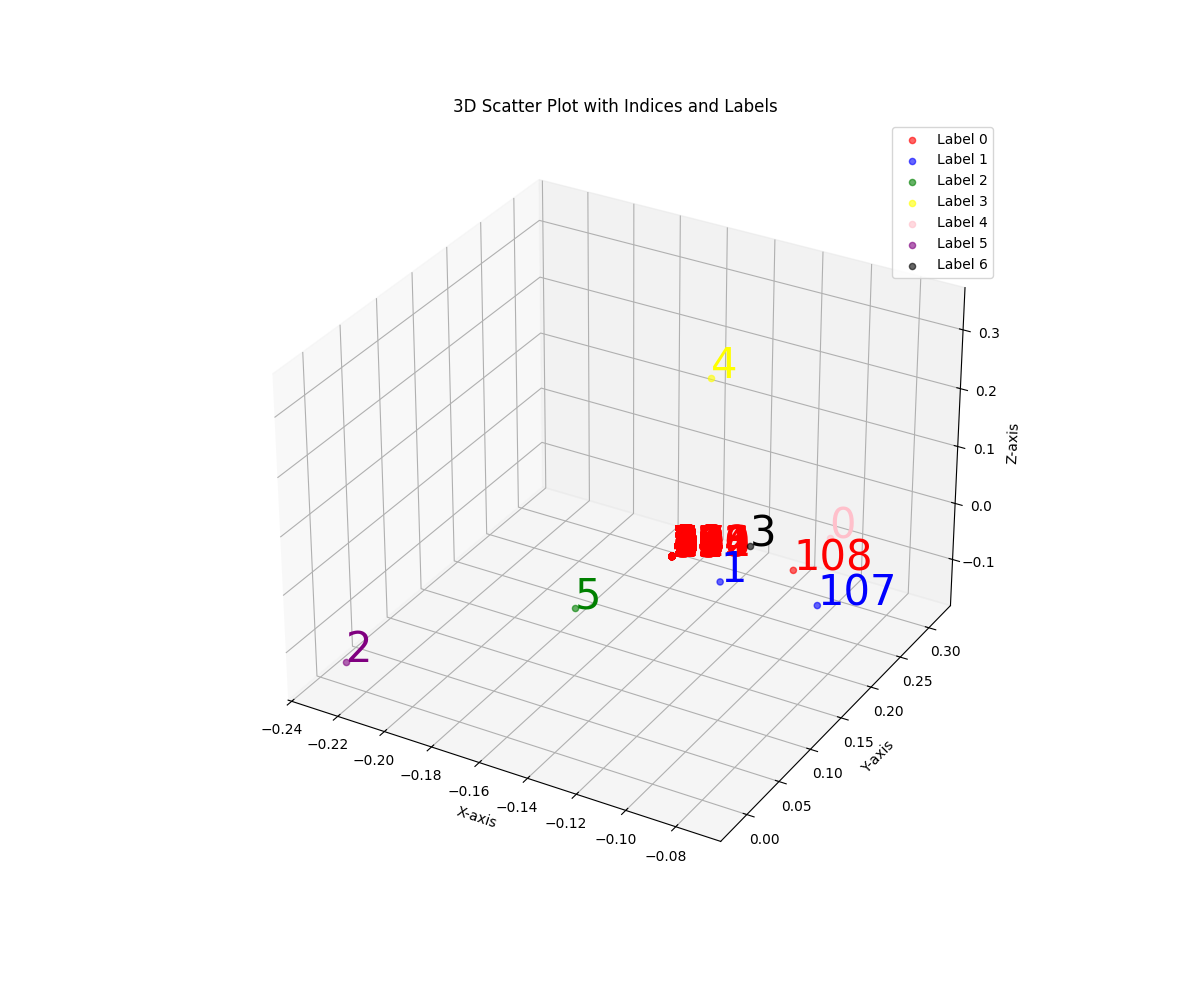 3D Scatter Plot with Indices and Labels
Label 0
Label 1
Label 2
Label 3
Label 4
Label 5
Label 6
4
0
3
108
1
107
5
2
0.3
0.2
0.1
0.0
−0.1
Z-axis
−0.24
−0.22
−0.20
−0.18
−0.16
−0.14
−0.12
−0.10
−0.08
X-axis
0.30
0.25
0.20
0.15
0.10
0.05
0.00
Y-axis